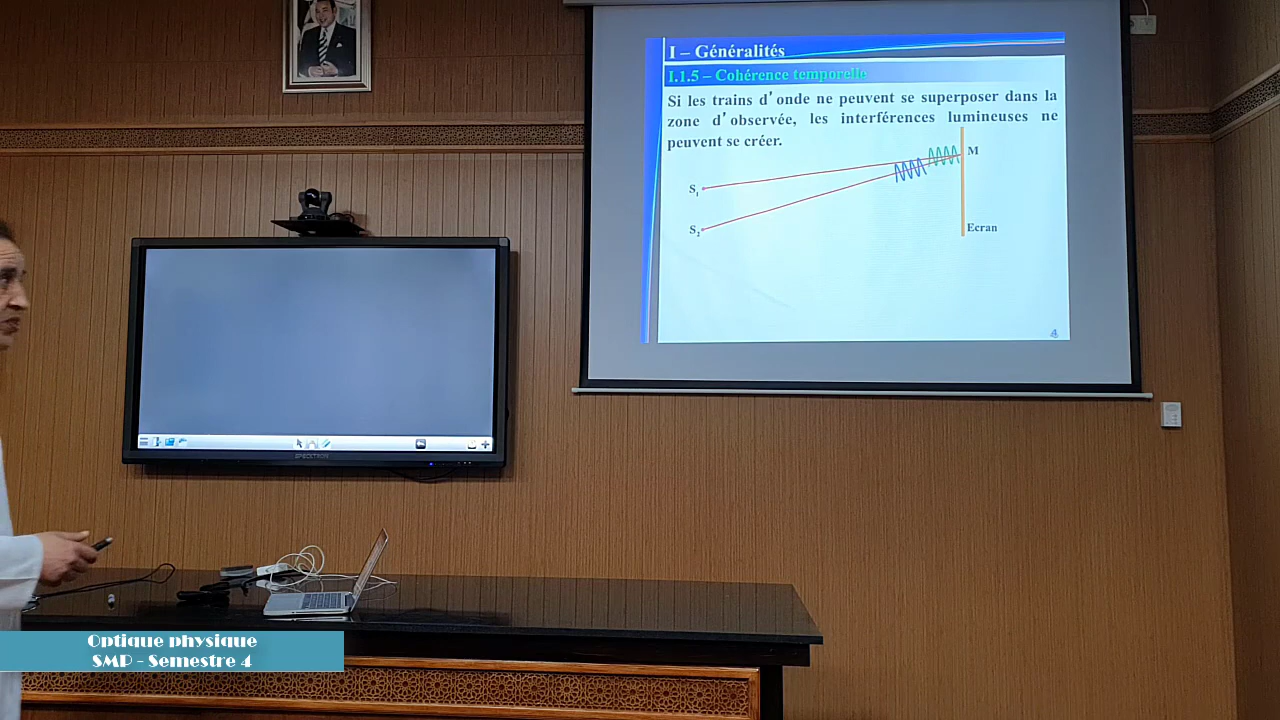 I – Généralités
I.1.5 – Cohérence temporelle
Si les trains d'onde ne peuvent se superposer dans la
zone d'observée, les interférences lumineuses ne
peuvent se créer.
M
S1
S2
Ecran
4
SPECKTRON
Optique physique
SMP - Semestre 4